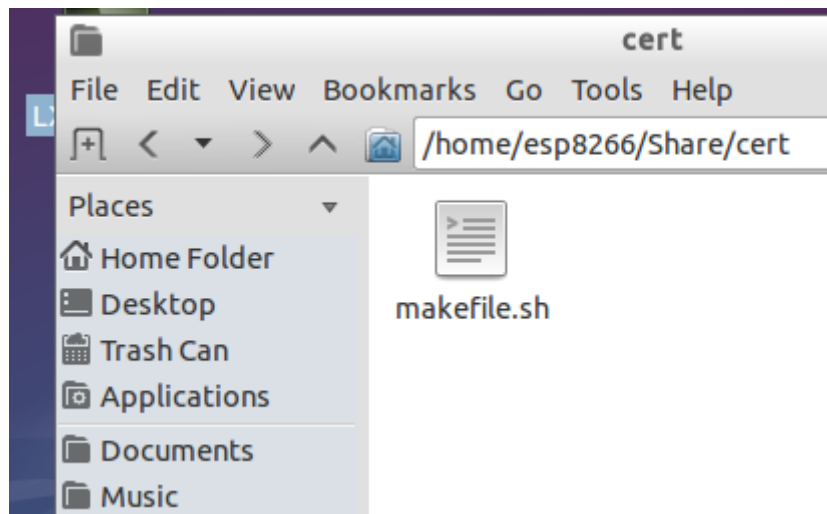 cert
File Edit View Bookmarks Go Tools Help
/home/esp8266/Share/cert
Places
Home Folder
Desktop
Trash Can
Applications
Documents
Music
makefile.sh